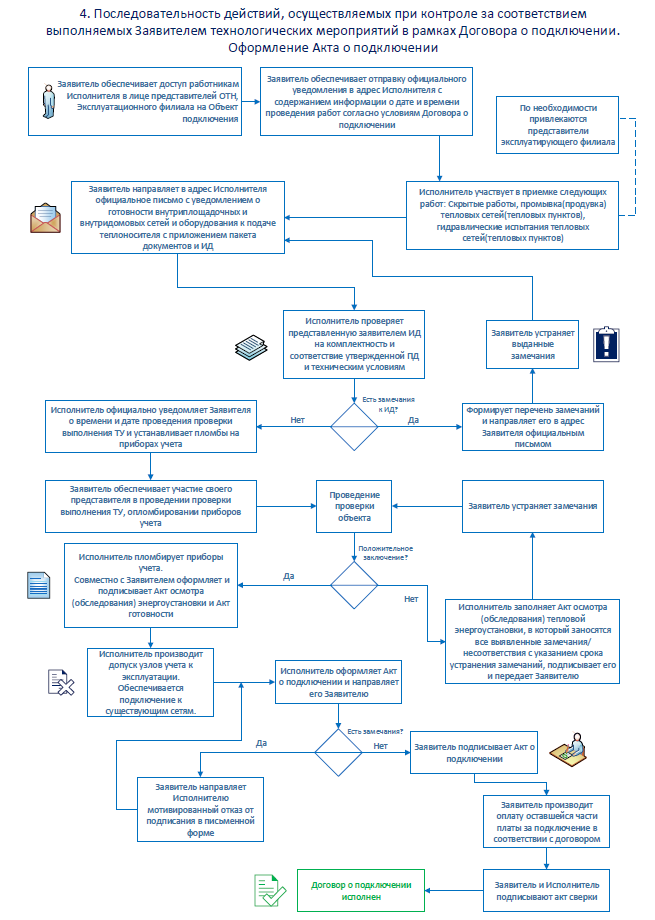 4. Последовательность действий, осуществляемых при контроле за соответствием
выполняемых Заявителем технологических мероприятий в рамках Договора о подключении.
Оформление Акта о подключении
Заявитель обеспечивает доступ работникам
Исполнителя в лице представителей ОТН,
Эксплуатационного филиала на Объект
подключения
Заявитель обеспечивает отправку официального
уведомления в адрес Исполнителя с
содержанием информации о дате и времени
проведения работ согласно условиям Договора о
подключении
По необходимости
привлекаются
представители
эксплуатирующего филиала
Заявитель направляет в адрес Исполнителя
официальное письмо с уведомлением о
готовности внутриплощадочных и
внутридомовых сетей и оборудования к подаче
теплоносителя с приложением пакета
документов и ИД
Исполнитель участвует в приемке следующих
работ: Скрытые работы, промывка(продувка)
тепловых сетей(тепловых пунктов),
гидравлические испытания тепловых
сетей(тепловых пунктов)
Исполнитель проверяет
представленную заявителем ИД
на комплектность и
соответствие утвержденной ПД
и техническим условиям
Заявитель устраняет
выданные
замечания
Есть замечания
к ИД?
Нет
Да
Исполнитель официально уведомляет Заявителя
о времени и дате проведения проверки
выполнения ТУ и устанавливает пломбы на
приборах учета
Формирует перечень замечаний
и направляет его в адрес
Заявителя официальным
письмом
Заявитель обеспечивает участие своего
представителя в проведении проверки
выполнения ТУ, опломбировании приборов
учета
Проведение
проверки
объекта
Заявитель устраняет замечания
Положительное
заключение?
Да
Нет
Исполнитель пломбирует приборы
учета.
Совместно с Заявителем оформляет и
подписывает Акт осмотра
(обследования) энергоустановки и Акт
готовности
Исполнитель заполняет Акт осмотра
(обследования) тепловой
энергоустановки, в который заносятся
все выявленные замечания/
несоответствия с указанием срока
устранения замечаний, подписывает его
и передает Заявителю
Исполнитель производит
допуск узлов учета к
эксплуатации.
Обеспечивается
подключение к
существующим сетям.
Исполнитель оформляет Акт
о подключении и направляет
его Заявителю
Есть замечания?
Да
Нет
Заявитель подписывает Акт о
подключении
Заявитель направляет
Исполнителю
мотивированный отказ от
подписания в письменной
форме
Заявитель производит
оплату оставшейся части
платы за подключение в
соответствии с договором
Договор о подключении
исполнен
Заявитель и Исполнитель
подписывают акт сверки